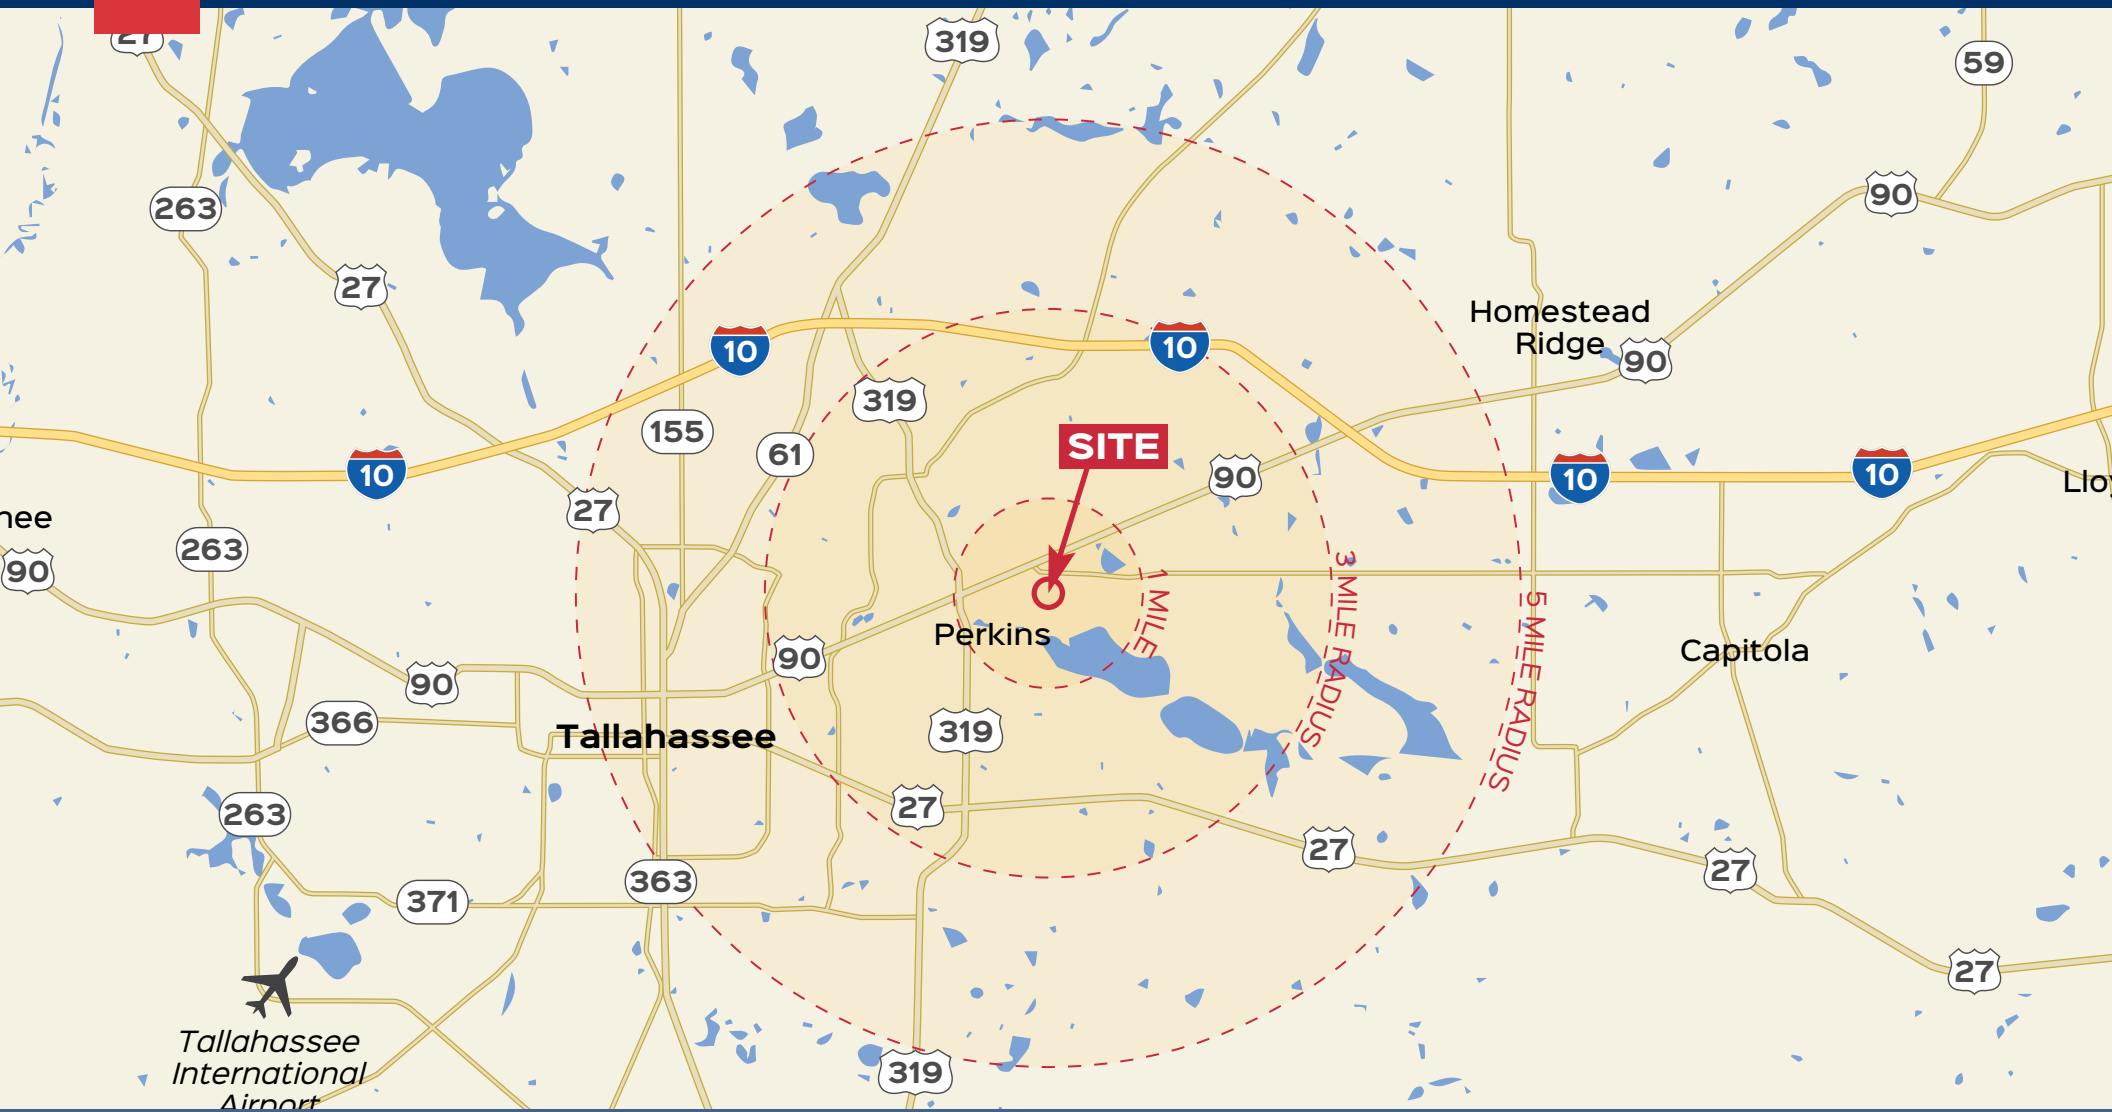 27
319
59
263
90
27
Homestead
Ridge
90
10
10
319
155
61
SITE
90
10
10
10
27
Lloy
nee
263
90
1 MILE
3 MILE RADIUS
5 MILE RADIUS
Perkins
90
Capitola
90
366
Tallahassee
319
263
27
27
27
363
371
27
Tallahassee
International
Airport
319